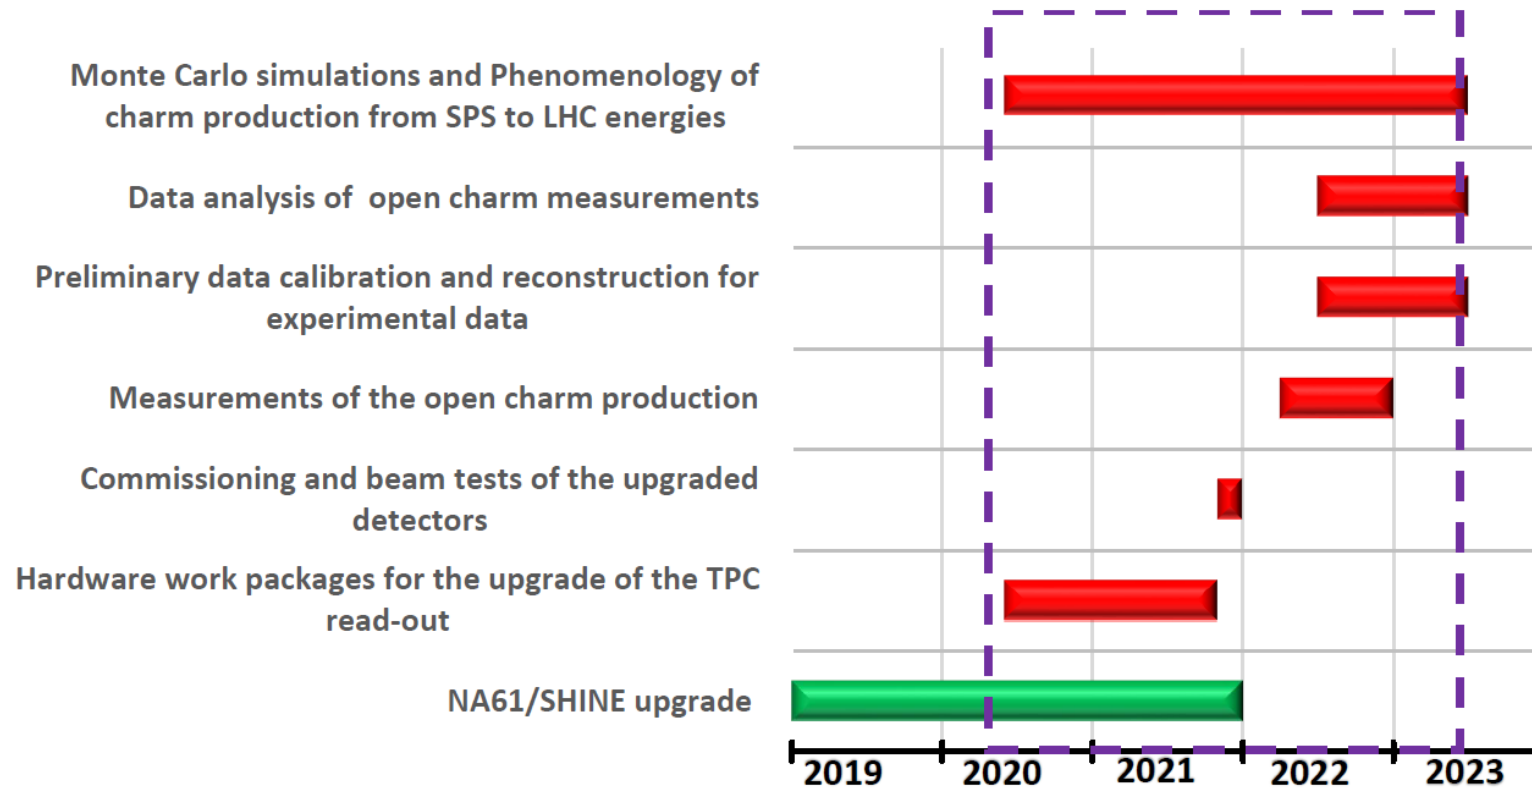 Monte Carlo simulations and Phenomenology of
charm production from SPS to LHC energies
Data analysis of  open charm measurements
Preliminary data calibration and reconstruction for
experimental data
Measurements of the open charm production
Commissioning and beam tests of the upgraded
detectors
Hardware work packages for the upgrade of the TPC
read-out
NA61/SHINE upgrade
2019 2020 2021 2022 2023